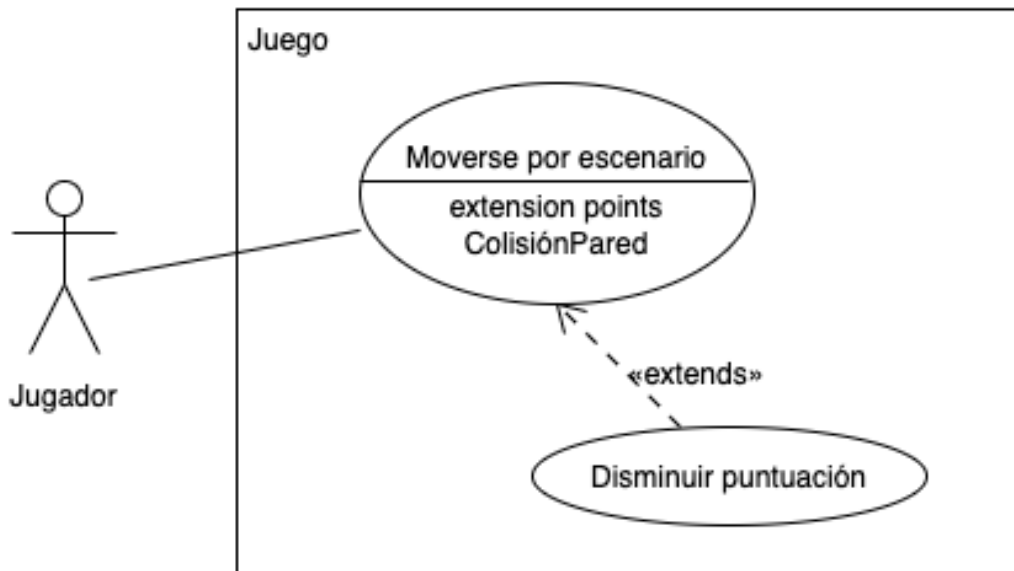 Juego
Moverse por escenario
extension points
ColisiónPared
Jugador
«extends»
Disminuir puntuación